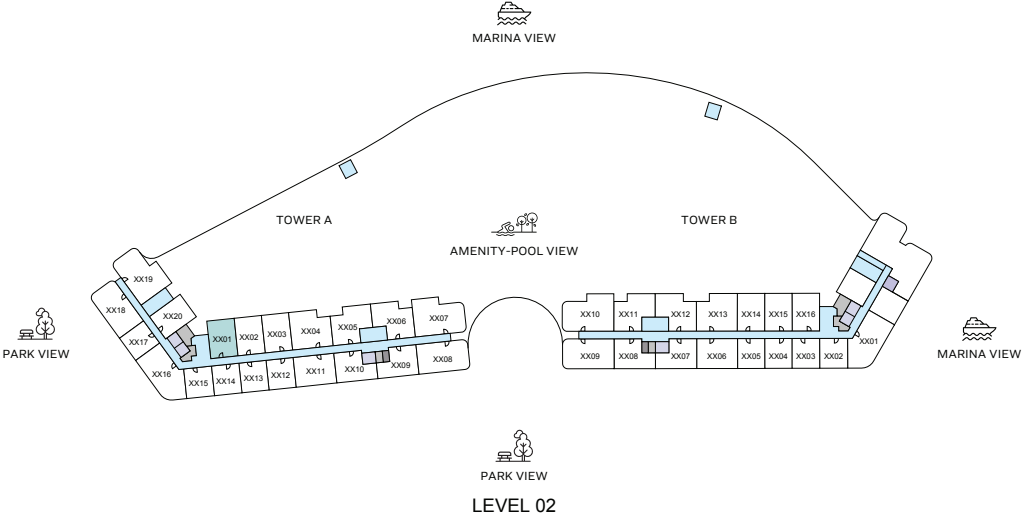 MARINA VIEW
TOWER A
TOWER B
AMENITY-POOL VIEW
XX19
XX18
XX20
XX17
XX16
XX01
XX02
XX03
XX04
XX05
XX06
XX07
XX15
XX14
XX13
XX12
XX11
XX10
XX09
XX08
XX10
XX11
XX12
XX13
XX14
XX15
XX16
XX01
XX09
XX08
XX07
XX06
XX05
XX04
XX03
XX02
PARK VIEW
MARINA VIEW
PARK VIEW
LEVEL 02